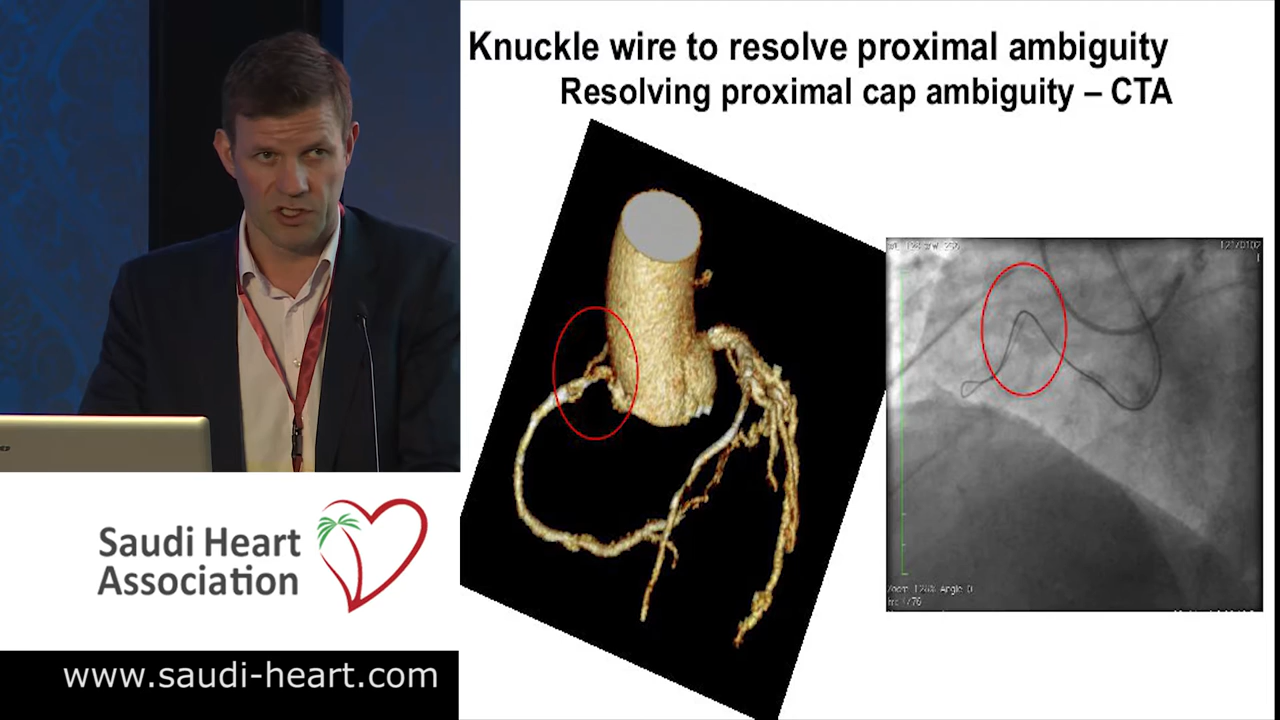 Knuckle wire to resolve proximal ambiguity
Resolving proximal cap ambiguity – CTA
Saudi Heart
Association
www.saudi-heart.com